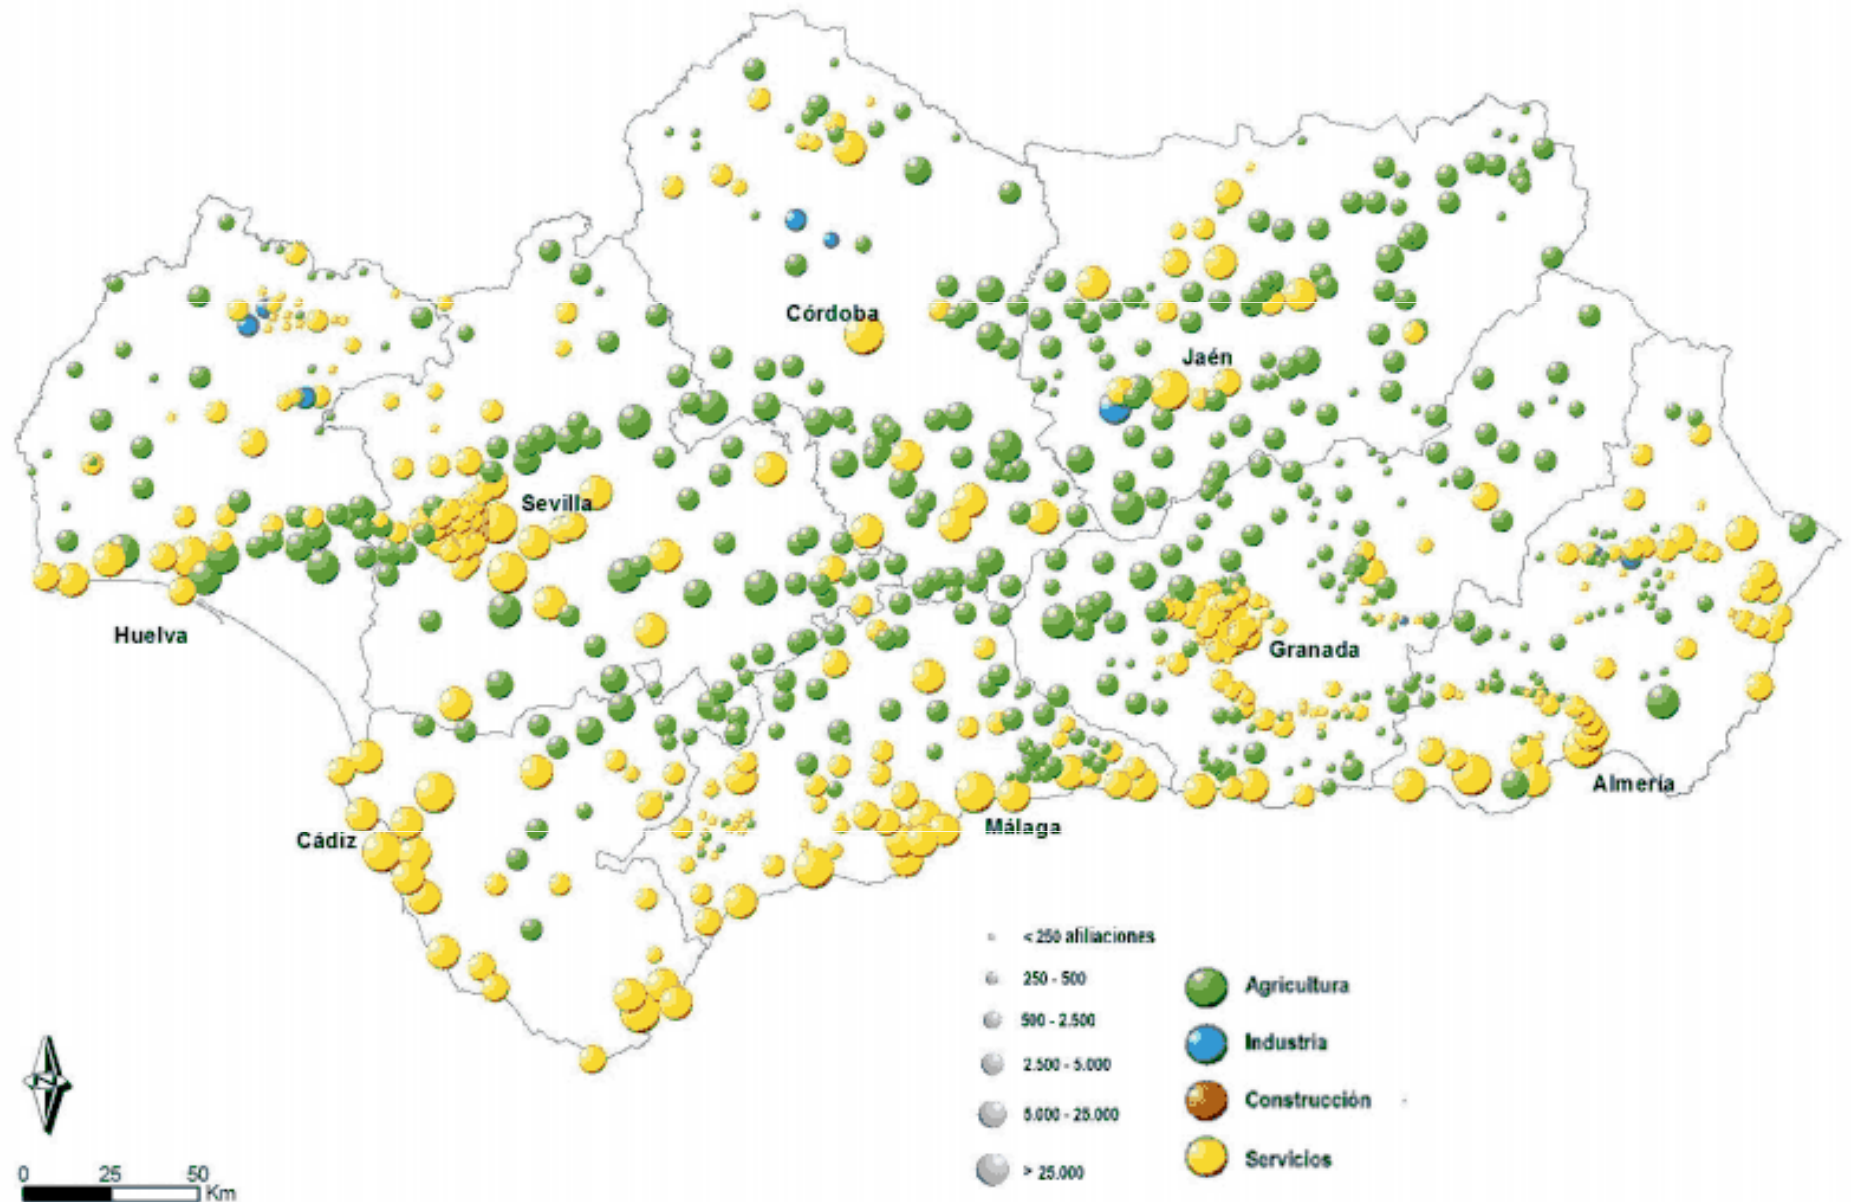 Córdoba
Jaén
Sevilla
Huelva
Granada
Almería
Málaga
Cádiz
< 250 afiliaciones
250 - 500
500 - 2.500
2.500 - 5.000
5.000 - 25.000
> 25.000
Agricultura
Industria
Construcción
Servicios
N
0 25 50
Km